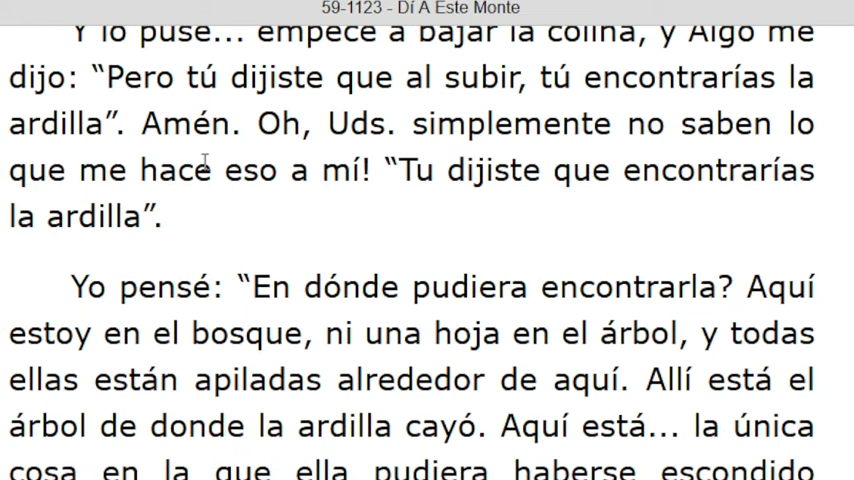 59-1123 - Dí A Este Monte
Y lo puse... empecé a bajar la colina, y Algo me
dijo: “Pero tú dijiste que al subir, tú encontrarías la
ardilla”. Amén. Oh, Uds. simplemente no saben lo
que me hace eso a mí! “Tu dijiste que encontrarías
la ardilla”.
Yo pensé: “En dónde pudiera encontrarla? Aquí
estoy en el bosque, ni una hoja en el árbol, y todas
ellas están apiladas alrededor de aquí. Allí está el
árbol de donde la ardilla cayó. Aquí está... la única
cosa en la que ella pudiera haberse escondido